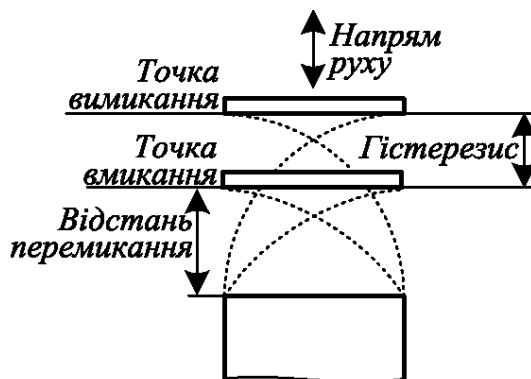 Напрям
руху
Точка
вимикання
Гістерезис
Точка
вмикання
Відстань
перемикання